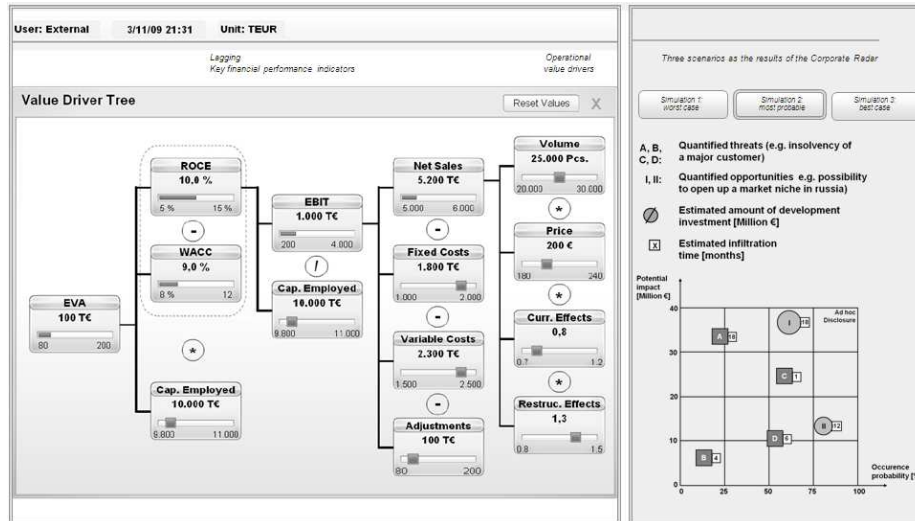 User: External 3/11/09 21:31 Unit: TEUR
Lagging
Key financial performance indicators
Operational
value drivers
Value Driver Tree
Reset Values X
EVA
100 T€
80 200
ROCE
10,0 %
5 % 15 %
-
WACC
9,0 %
8 % 12
*
Cap. Employed
10.000 T€
9.800 11.000
EBIT
1.000 T€
200 4.000
/
Cap. Employed
10.000 T€
9.800 11.000
Net Sales
5.200 T€
5.000 6.000
-
Fixed Costs
1.800 T€
1.000 2.000
-
Variable Costs
2.300 T€
1.500 2.500
-
Adjustments
100 T€
80 200
Volume
25.000 Pcs.
20.000 30.000
*
Price
200 €
180 240
*
Curr. Effects
0,8
0.7 1.2
*
Restruc. Effects
1,3
0.8 1.5
Three scenarios as the results of the Corporate Radar
Simulation 1:
worst case
Simulation 2:
most probable
Simulation 3:
best case
A, B, C, D: Quantified threats (e.g. insolvency of
a major customer)
I, II: Quantified opportunities e.g. possibility
to open up a market niche in russia)
Estimated amount of development
investment [Million €]
x Estimated infiltration
time [months]
Potential
impact
[Million €]
40
30
20
10
0
Ad hoc
Disclosure
A 16
I 18
C 1
II 12
D 6
B 4
0 25 50 75 100
Occurence
probability [%